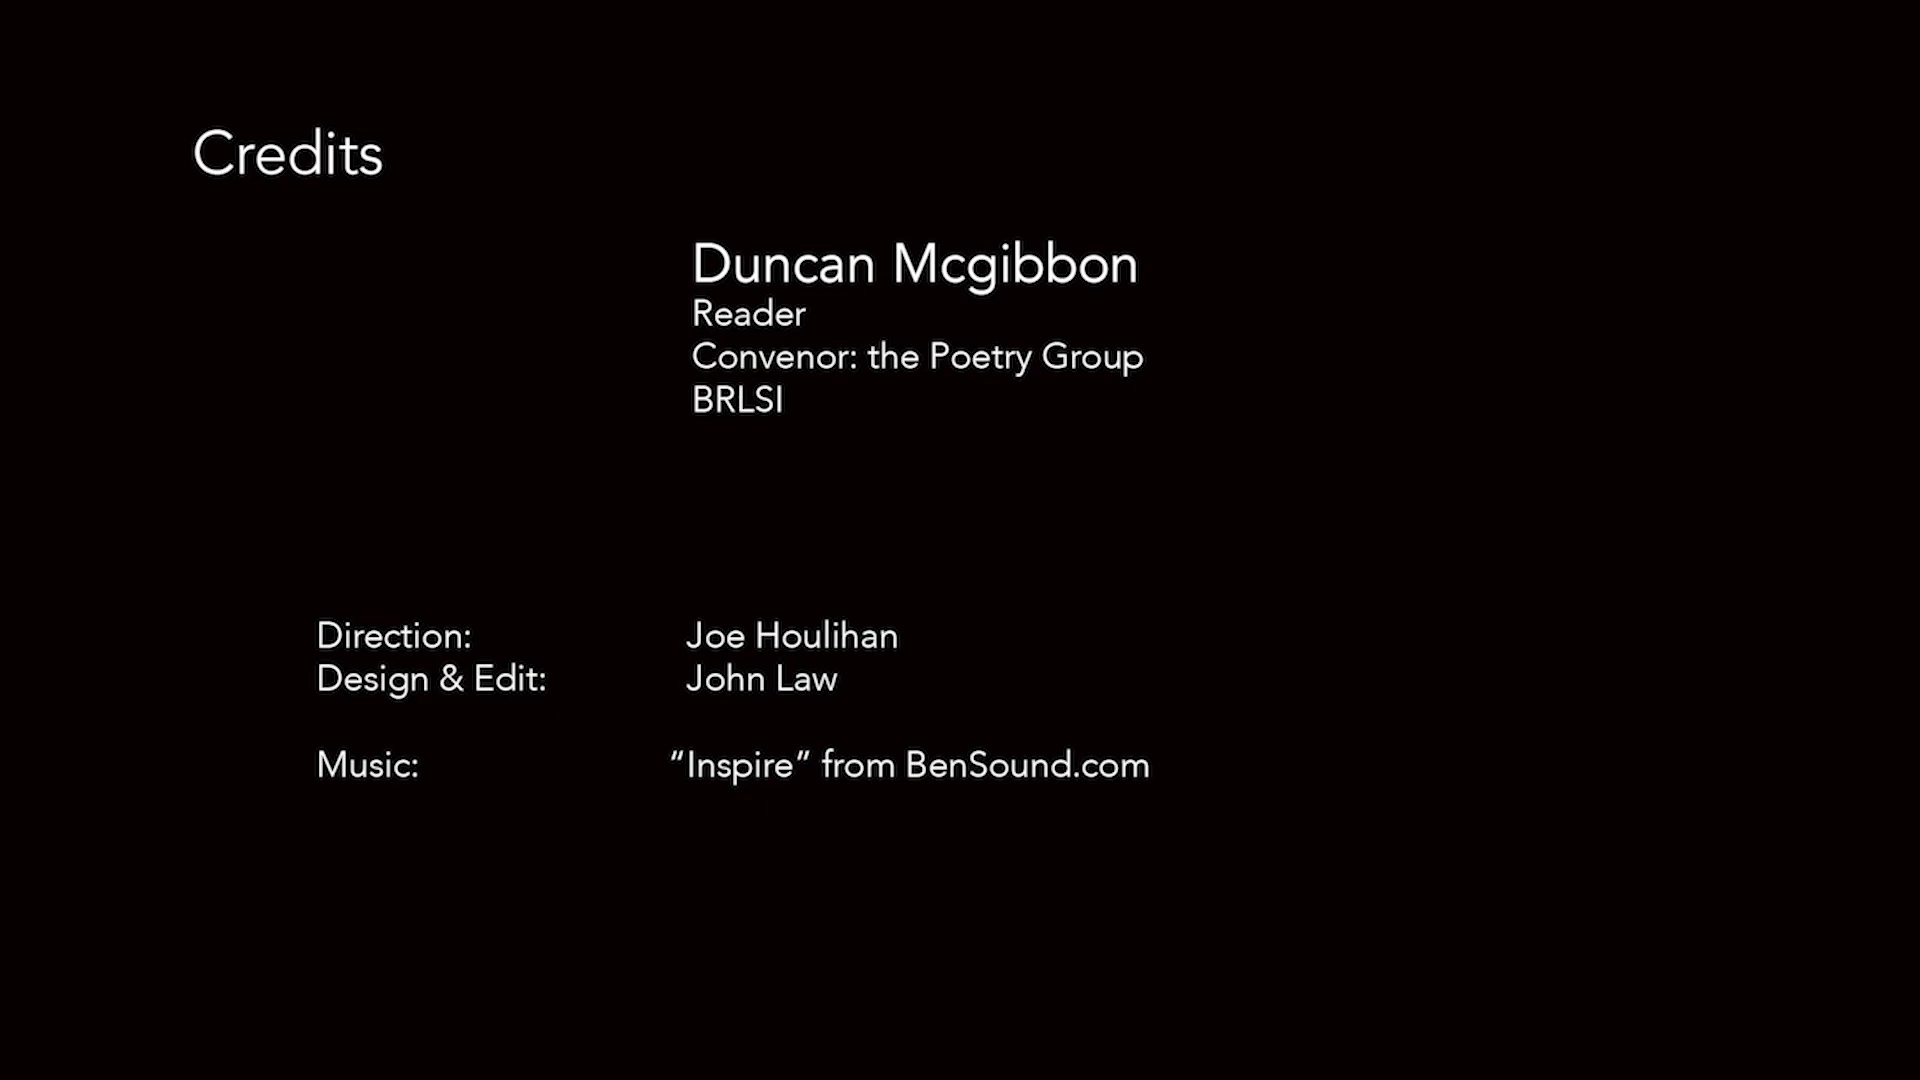 Credits
Duncan Mcgibbon
Reader
Convenor: the Poetry Group
BRLSI
Direction: Joe Houlihan
Design & Edit: John Law
Music: “Inspire” from BenSound.com